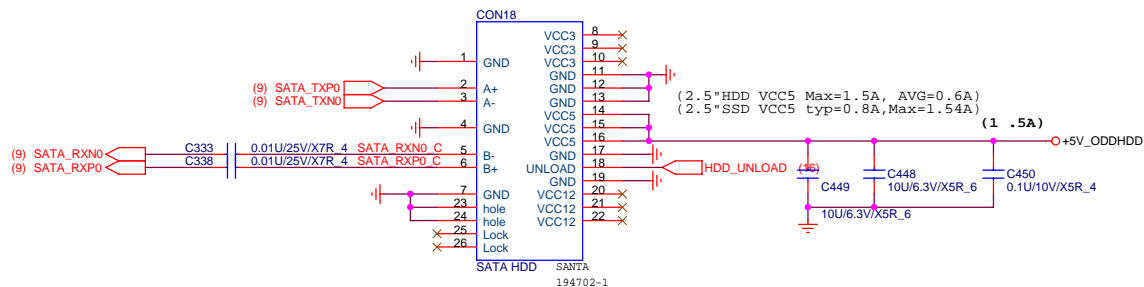 CON18
VCC3 8
VCC3 9
VCC3 10
1 GND
GND 11
(9) SATA_TXP0 2 A+
GND 12
(2.5"HDD VCC5 Max=1.5A, AVG=0.6A)
(9) SATA_TXN0 3 A-
GND 13
(2.5"SSD VCC5 typ=0.8A,Max=1.54A)
VCC5 14
4 GND
VCC5 15
(1 .5A)
VCC5 16
+5V_ODDHDD
(9) SATA_RXN0 C333 0.01U/25V/X7R_4 SATA_RXN0_C 5 B-
GND 17
(9) SATA_RXP0 C338 0.01U/25V/X7R_4 SATA_RXP0_C 6 B+
UNLOAD 18
HDD_UNLOAD (16)
GND 19
C449
C448
10U/6.3V/X5R_6
C450
0.1U/10V/X5R_4
7 GND
VCC12 20
23 hole
VCC12 21
24 hole
VCC12 22
10U/6.3V/X5R_6
25 Lock
26 Lock
SATA HDD
SANTA
194702-1